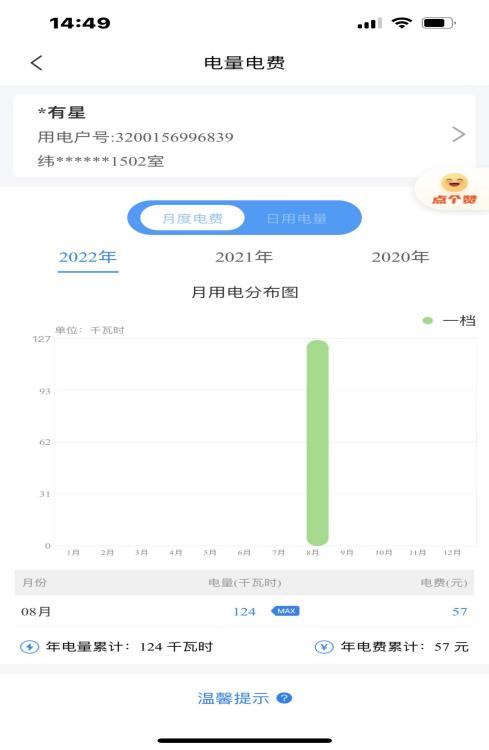 14:49
电量电费
*有星
用电户号:3200156996839
纬******1502室
点个赞
月度电费 日用电量
2022年 2021年 2020年
月用电分布图
一档
单位: 千瓦时
127
93
62
31
0
1月 2月 3月 4月 5月 6月 7月 8月 9月 10月 11月 12月
月份 电量(千瓦时) 电费(元)
08月 124 MAX 57
年电量累计: 124 千瓦时 ¥ 年电费累计: 57 元
温馨提示 ?